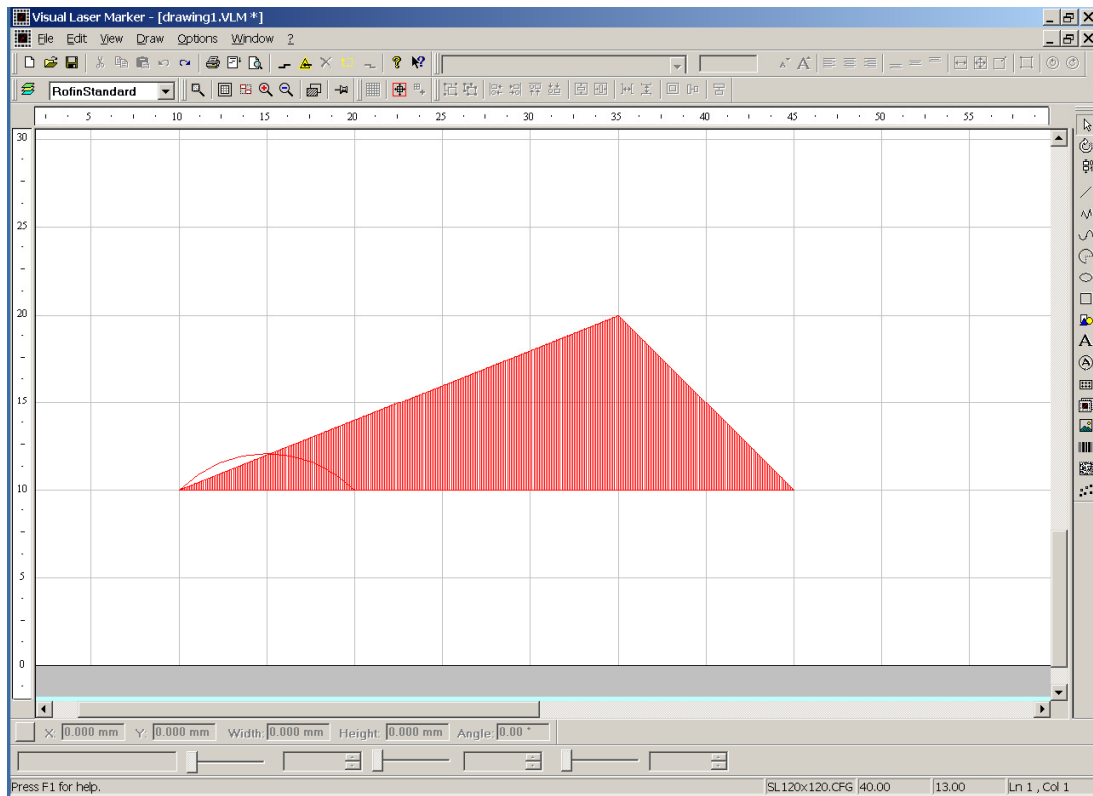 Visual Laser Marker - [drawing1.VLM *]
File Edit View Draw Options Window ?
RofinStandard
5 10 15 20 25 30 35 40 45 50 55
30
25
20
15
10
5
0
X: 0.000 mm Y: 0.000 mm Width: 0.000 mm Height: 0.000 mm Angle: 0.00 °
Press F1 for help. SL120x120.CFG 40.00 13.00 Ln 1 , Col 1